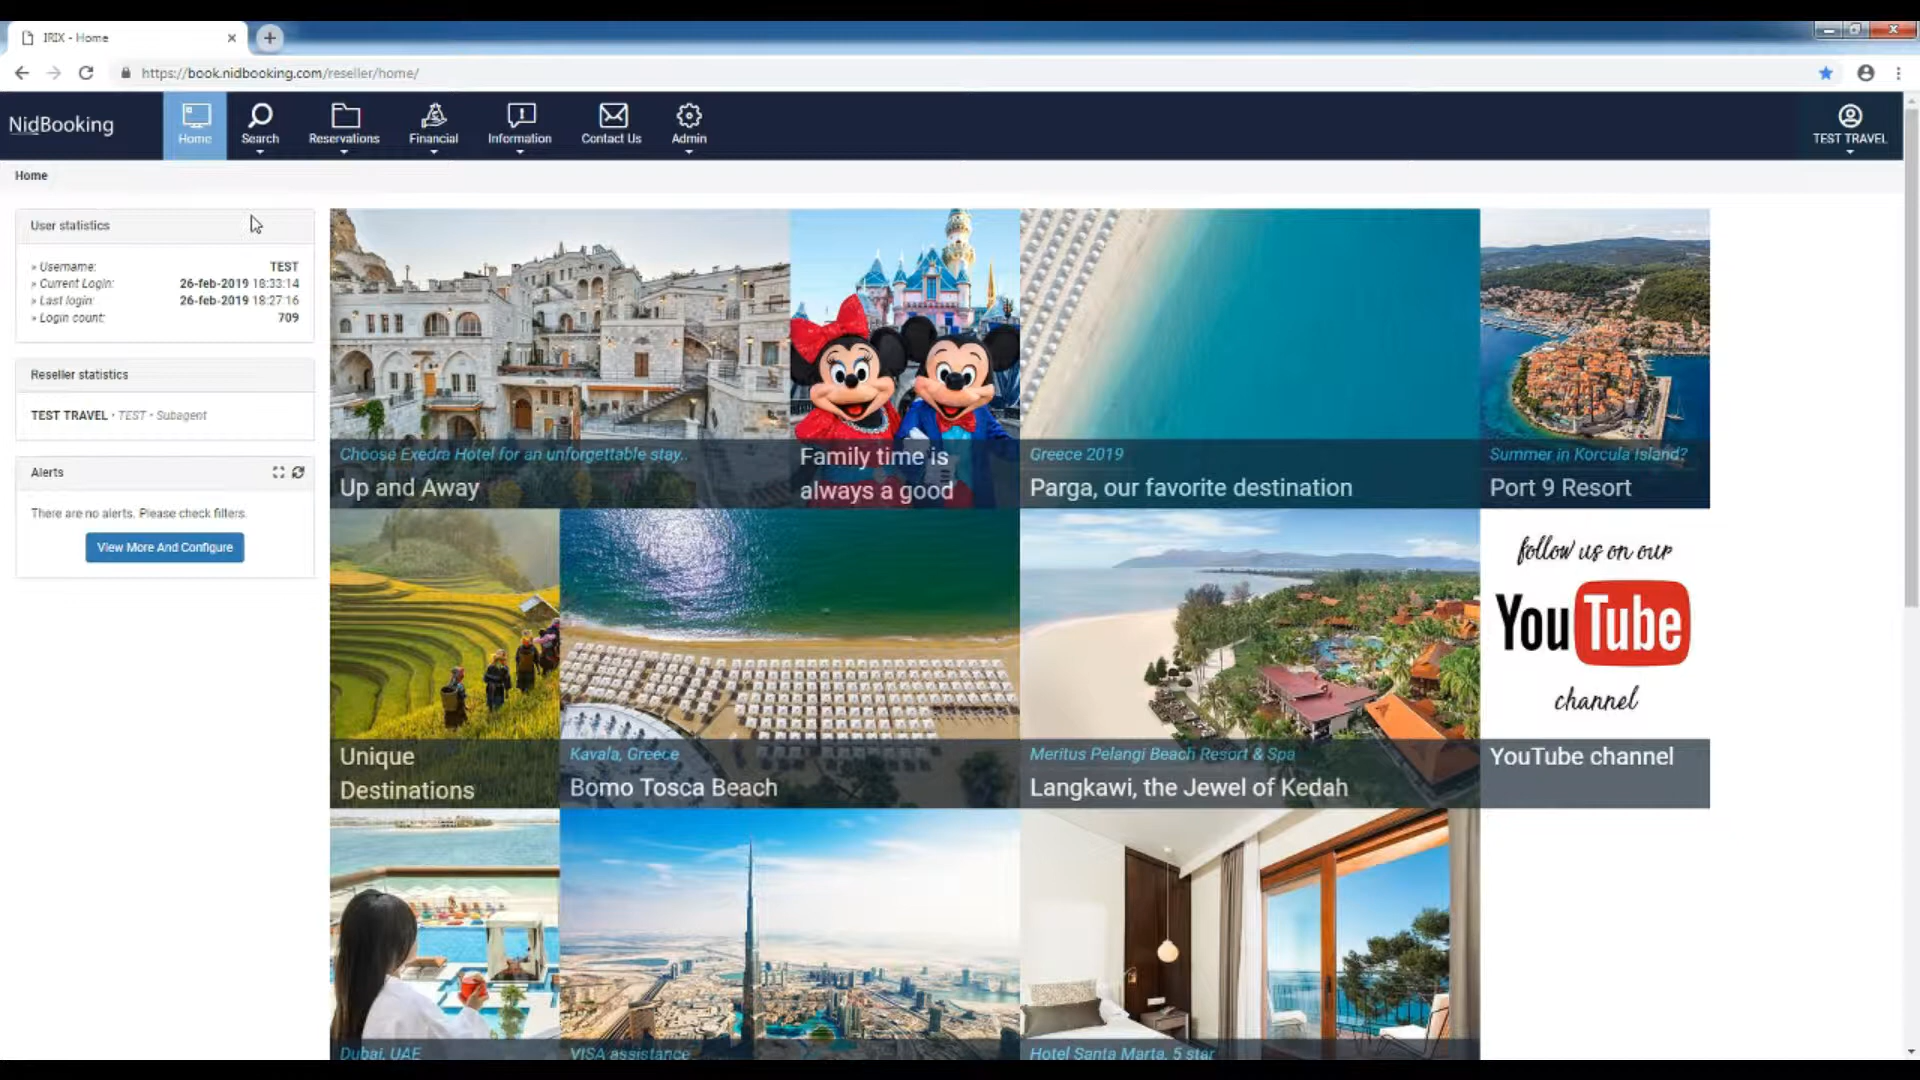 IRIX - Home
https://book.nidbooking.com/reseller/home/
NidBooking
Home
Search
Reservations
Financial
Information
Contact Us
Admin
TEST TRAVEL
Home
User statistics
» Username: TEST
» Current Login: 26-feb-2019 18:33:14
» Last login: 26-feb-2019 18:27:16
» Login count: 709
Reseller statistics
TEST TRAVEL • TEST • Subagent
Alerts
There are no alerts. Please check filters.
View More And Configure
Choose Exedra Hotel for an unforgettable stay..
Up and Away
Family time is
always a good
Greece 2019
Parga, our favorite destination
Summer in Korcula Island?
Port 9 Resort
Unique
Destinations
Kavala, Greece
Bomo Tosca Beach
Meritus Pelangi Beach Resort & Spa
Langkawi, the Jewel of Kedah
follow us on our
YouTube
channel
YouTube channel
Dubai, UAE
VISA assistance
Hotel Santa Marta, 5 star